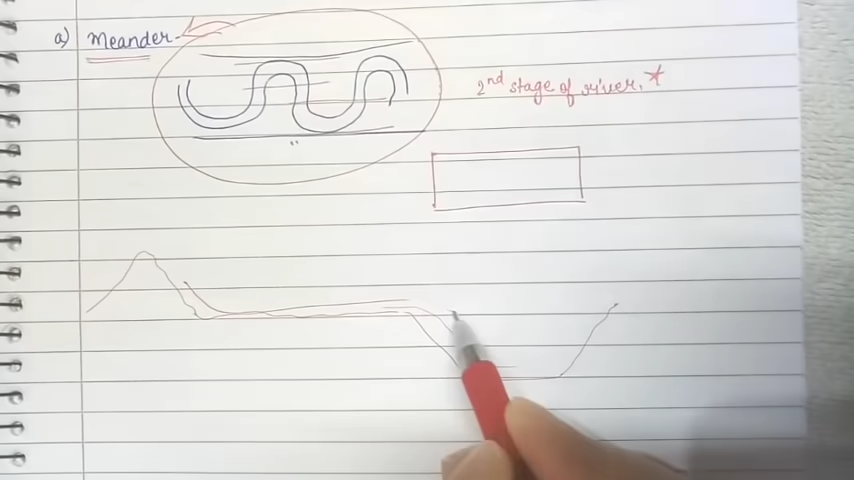 a) Meander-
2nd stage of river. *